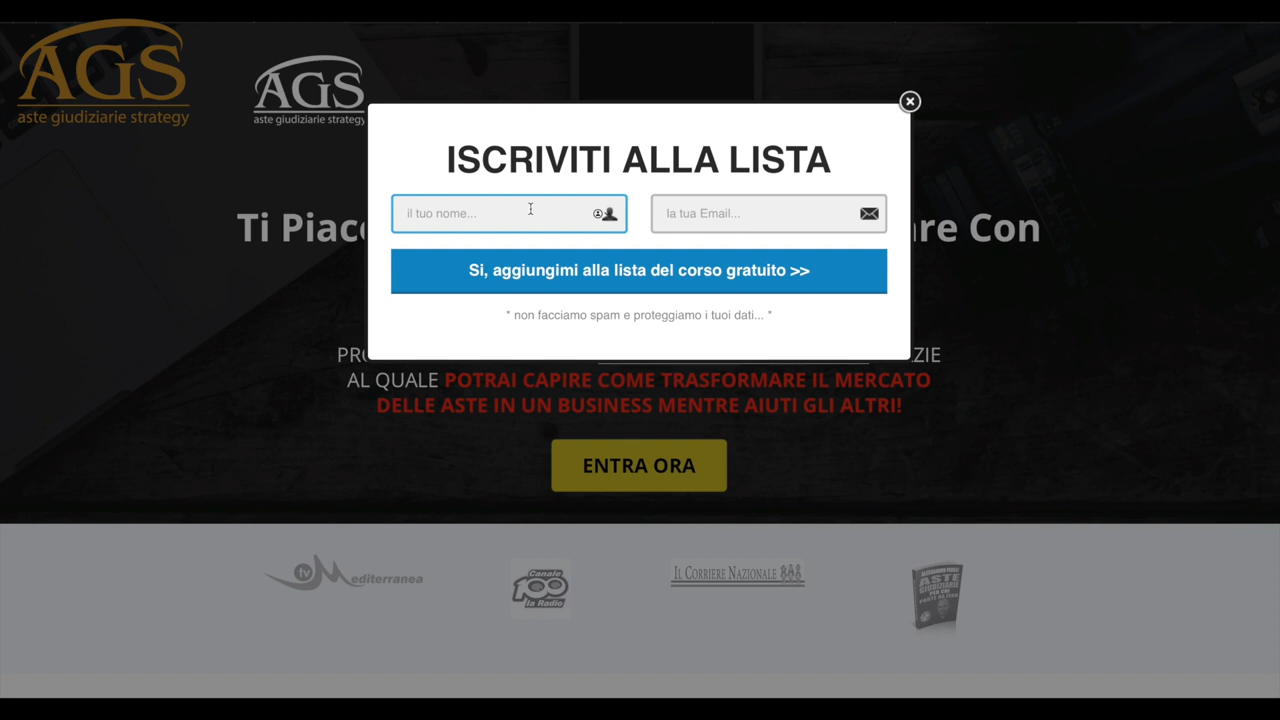 AGS
aste giudiziarie strategy
AGS
aste giudiziarie strategy
ISCRIVITI ALLA LISTA
il tuo nome...
la tua Email...
Si, aggiungimi alla lista del corso gratuito >>
* non facciamo spam e proteggiamo i tuoi dati... *
Ti Piac re Con
PR ZIE
AL QUALE POTRAI CAPIRE COME TRASFORMARE IL MERCATO
DELLE ASTE IN UN BUSINESS MENTRE AIUTI GLI ALTRI!
ENTRA ORA
tv Mediterranea
Canale 100 la Radio
IL CORRIERE NAZIONALE
ASTE GIUDIZIARIE